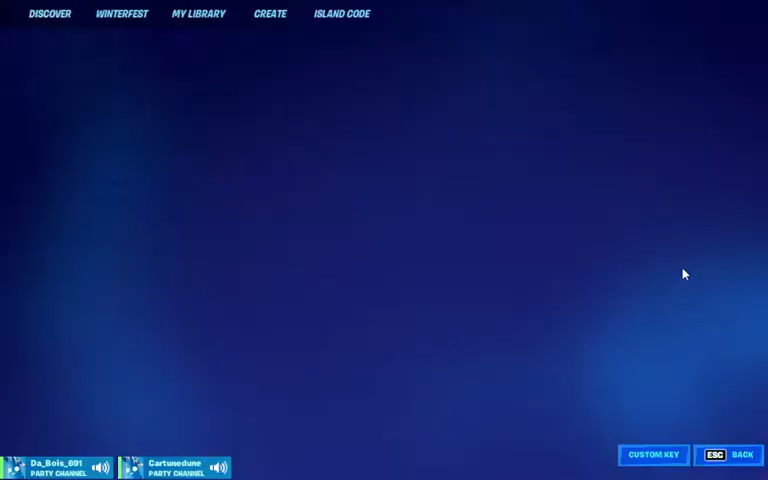 DISCOVER WINTERFEST MY LIBRARY CREATE ISLAND CODE
Da_Bois_691 Cartunedune
PARTY CHANNEL PARTY CHANNEL
CUSTOM KEY ESC BACK